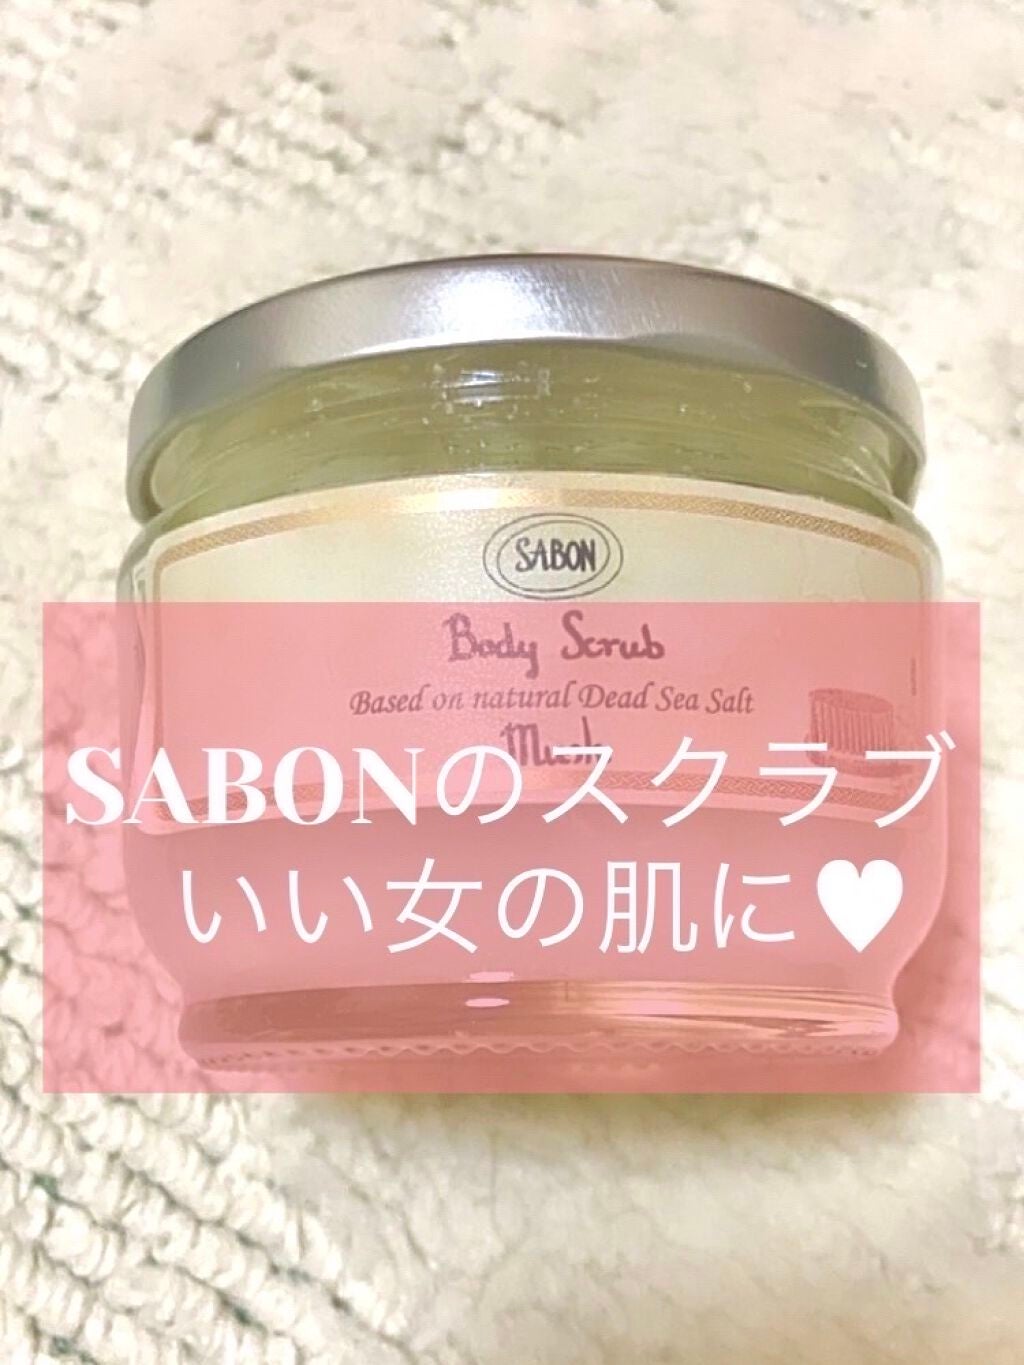 SABON
Body Scrub
Based on natural Dead Sea Salt
Musk
SABONのスクラブ
いい女の肌に♥